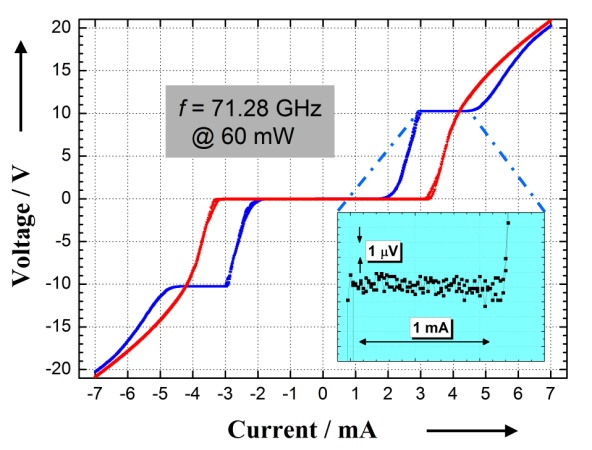 20
15
10
5
0
-5
-10
-15
-20
Voltage / V
f = 71.28 GHz
@ 60 mW
1 μV
1 mA
-7 -6 -5 -4 -3 -2 -1 0 1 2 3 4 5 6 7
Current / mA